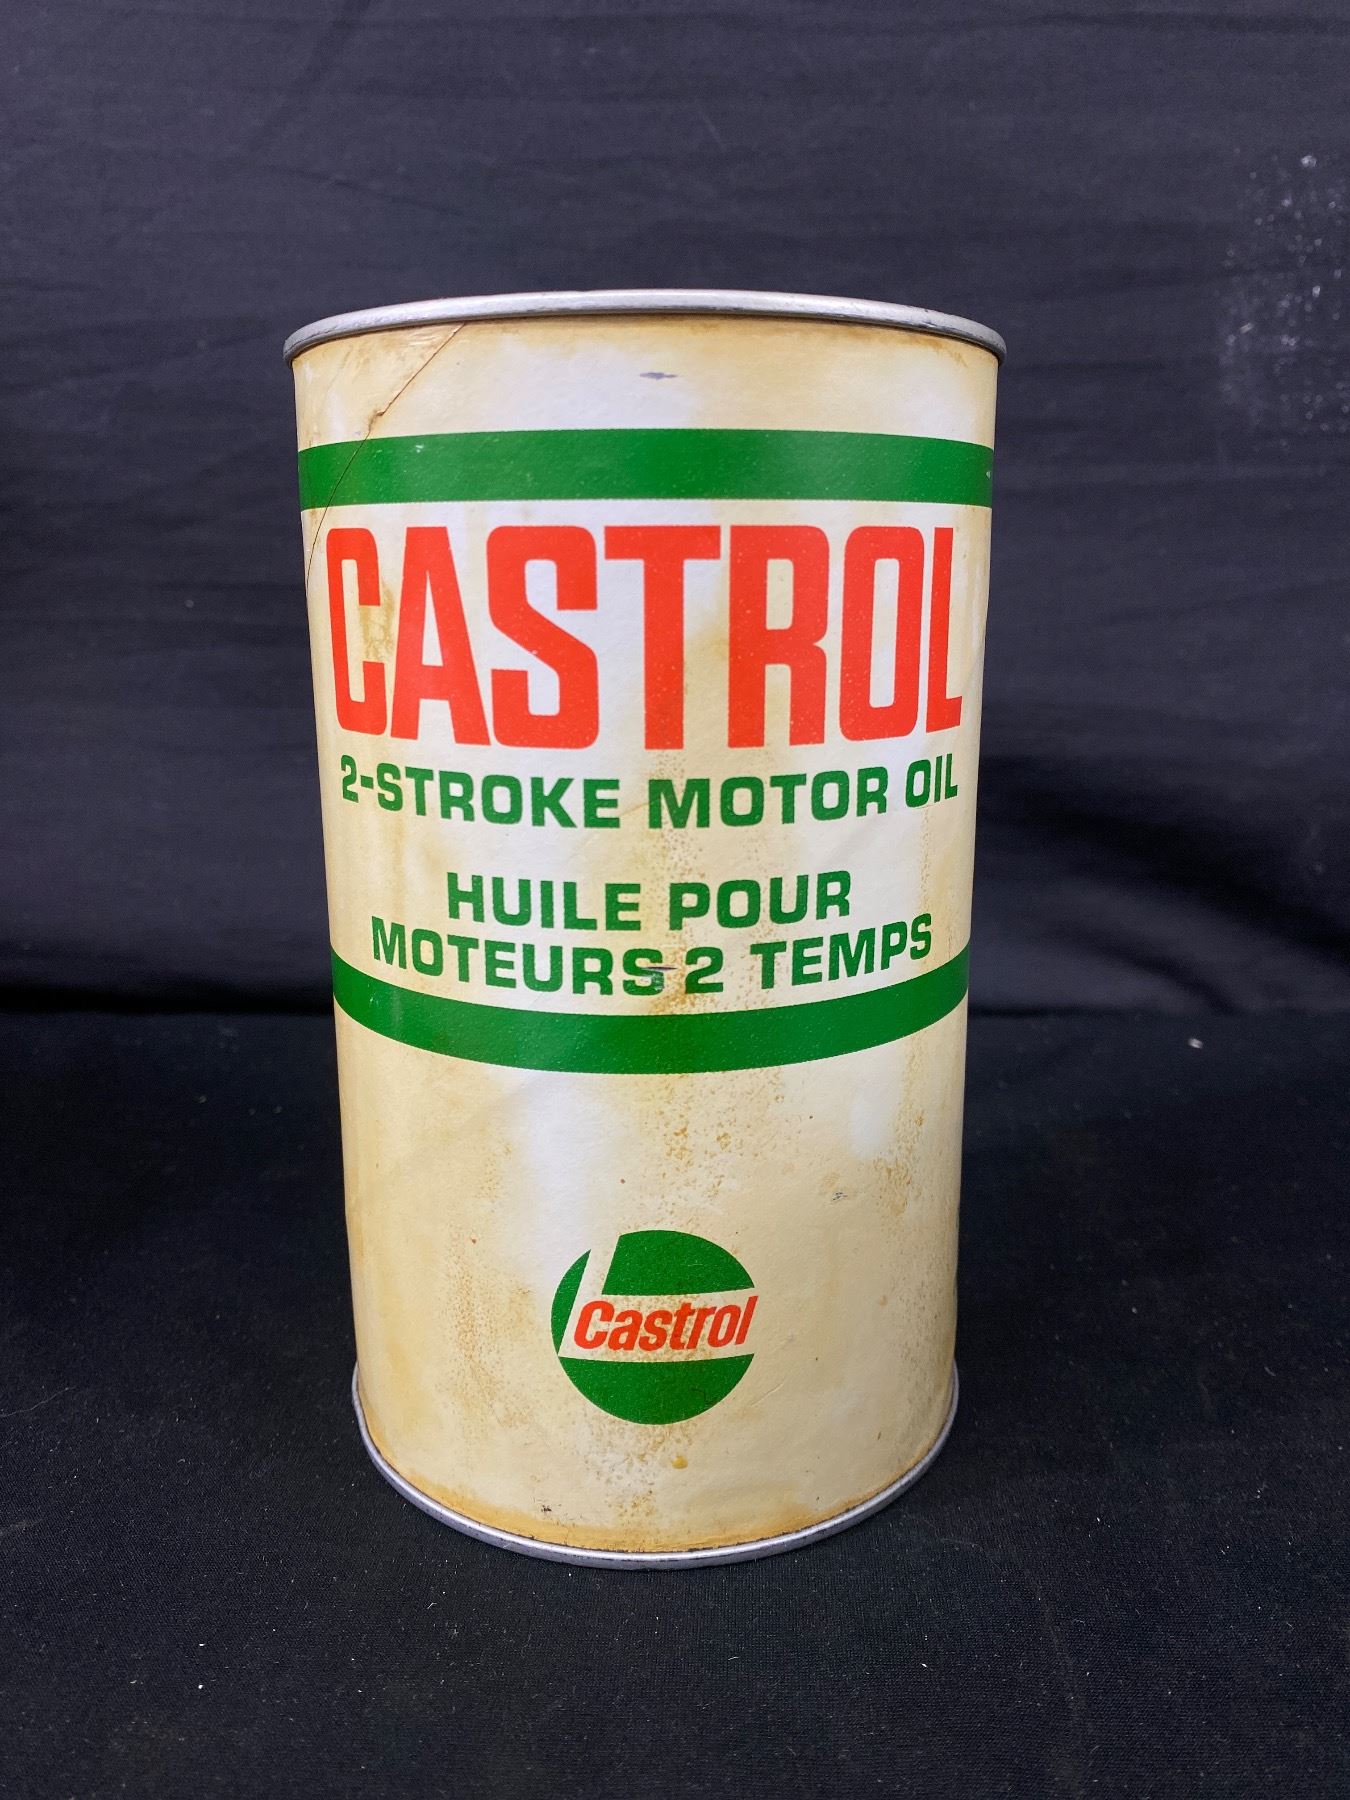 CASTROL
2-STROKE MOTOR OIL
HUILE POUR
MOTEURS 2 TEMPS
Castrol